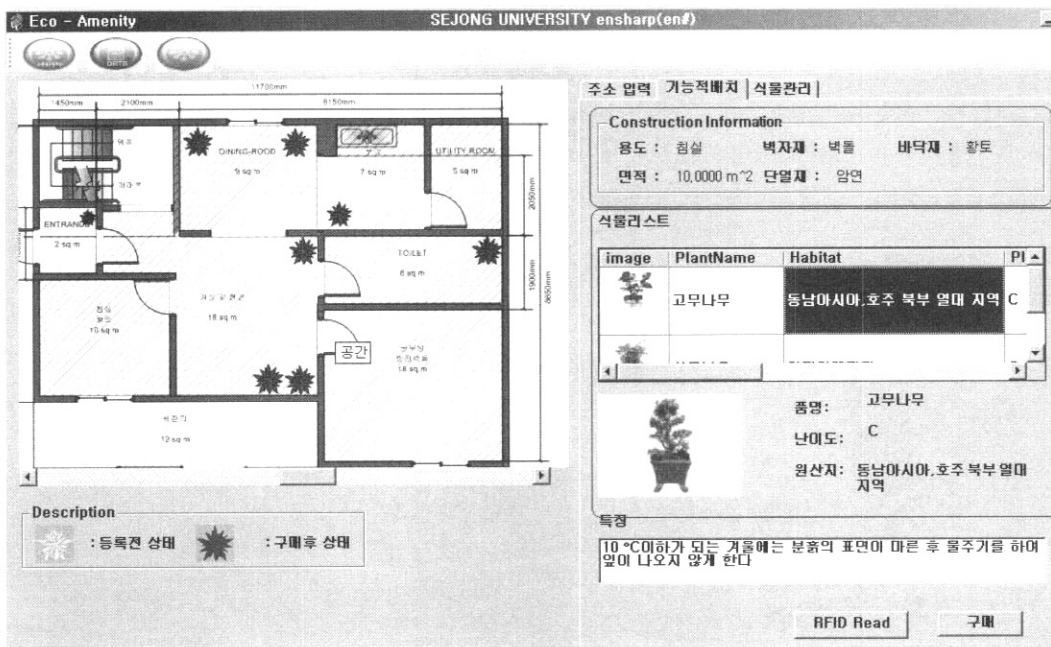 Eco - Amenity
SEJONG UNIVERSITY ensharp(en#)
DATA
11700mm
1450mm
2100mm
8150mm
DINING-ROOD
9 sq m
7 sq m
UTILITY ROOM
5 sq m
2050mm
ENTRANCE
2 sq m
TOILET
6 sq m
1900mm
6650mm
18 sq m
침실
10 sq m
공간
18 sq m
12 sq m
Description
: 등록전 상태
: 구매후 상태
주소 입력
기능적배치
식물관리
Construction Information
용도 : 침실
벽자재 : 벽돌
바닥재 : 황토
면적 : 10,0000 m^2
단열재 : 암연
식물리스트
image PlantName Habitat Pl
고무나무 동남아시아,호주 북부 열대 지역 C
품명: 고무나무
난이도: C
원산지: 동남아시아,호주 북부 열대
지역
특징
10 ℃이하가 되는 겨울에는 분흙의 표면이 마른 후 물주기를 하여
잎이 나오지 않게 한다
RFID Read
구매